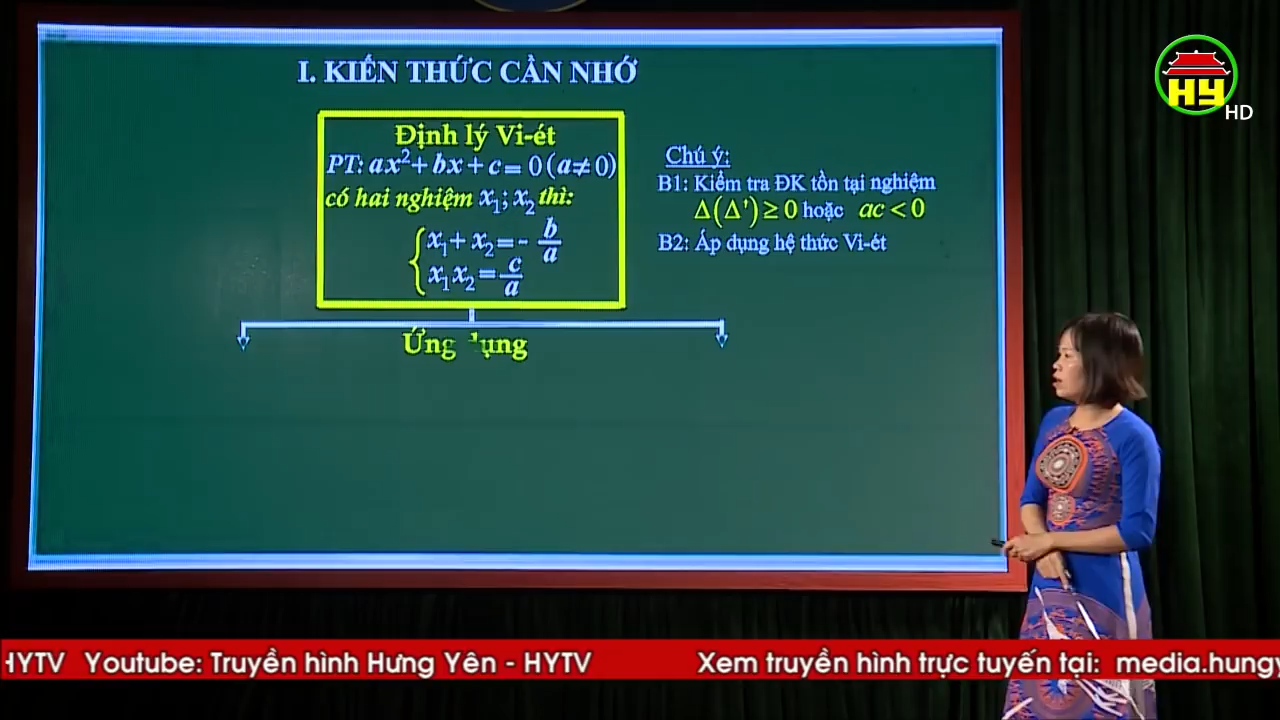 I. KIẾN THỨC CẦN NHỚ
Định lý Vi-ét
PT: ax²+ bx + c = 0 (a≠ 0)
có hai nghiệm x₁; x₂ thì:
{ x₁+ x₂ = - b/a
x₁x₂ = c/a
Ứng dụng
Chú ý:
B1: Kiểm tra ĐK tồn tại nghiệm
Δ(Δ') ≥ 0 hoặc ac < 0
B2: Áp dụng hệ thức Vi-ét
HY
HD
HYTV Youtube: Truyền hình Hưng Yên - HYTV Xem truyền hình trực tuyến tại: media.hungy